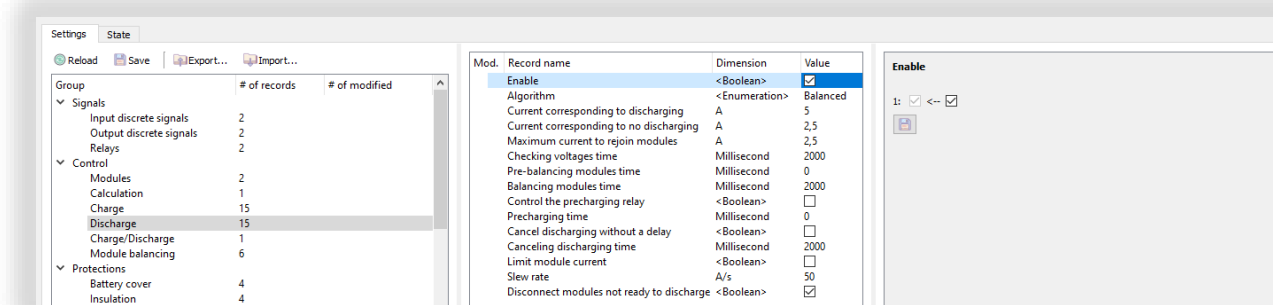 Settings State
Reload Save Export... Import...
Group # of records # of modified
Signals
Input discrete signals 2
Output discrete signals 2
Relays 2
Control
Modules 2
Calculation 1
Charge 15
Discharge 15
Charge/Discharge 1
Module balancing 6
Protections
Battery cover 4
Insulation 4
Mod. Record name Dimension Value
Enable <Boolean>
Algorithm <Enumeration> Balanced
Current corresponding to discharging A 5
Current corresponding to no discharging A 2,5
Maximum current to rejoin modules A 2,5
Checking voltages time Millisecond 2000
Pre-balancing modules time Millisecond 0
Balancing modules time Millisecond 2000
Control the precharging relay <Boolean>
Precharging time Millisecond 0
Cancel discharging without a delay <Boolean>
Canceling discharging time Millisecond 2000
Limit module current <Boolean>
Slew rate A/s 50
Disconnect modules not ready to discharge <Boolean>
Enable
1: <--